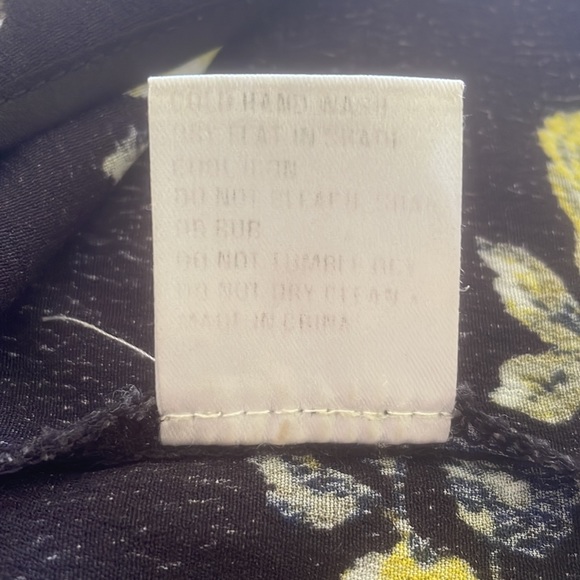 COLD HAND WASH
DRY FLAT IN SHADE
COOL IRON
DO NOT BLEACH, SOAK
OR RUB
DO NOT TUMBLE DRY
DO NOT DRY CLEAN
MADE IN CHINA